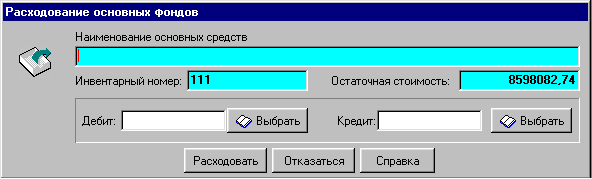 Расходование основных фондов
Наименование основных средств
Инвентарный номер: 111 Остаточная стоимость: 8598082,74
Дебит: Выбрать Кредит: Выбрать
Расходовать Отказаться Справка